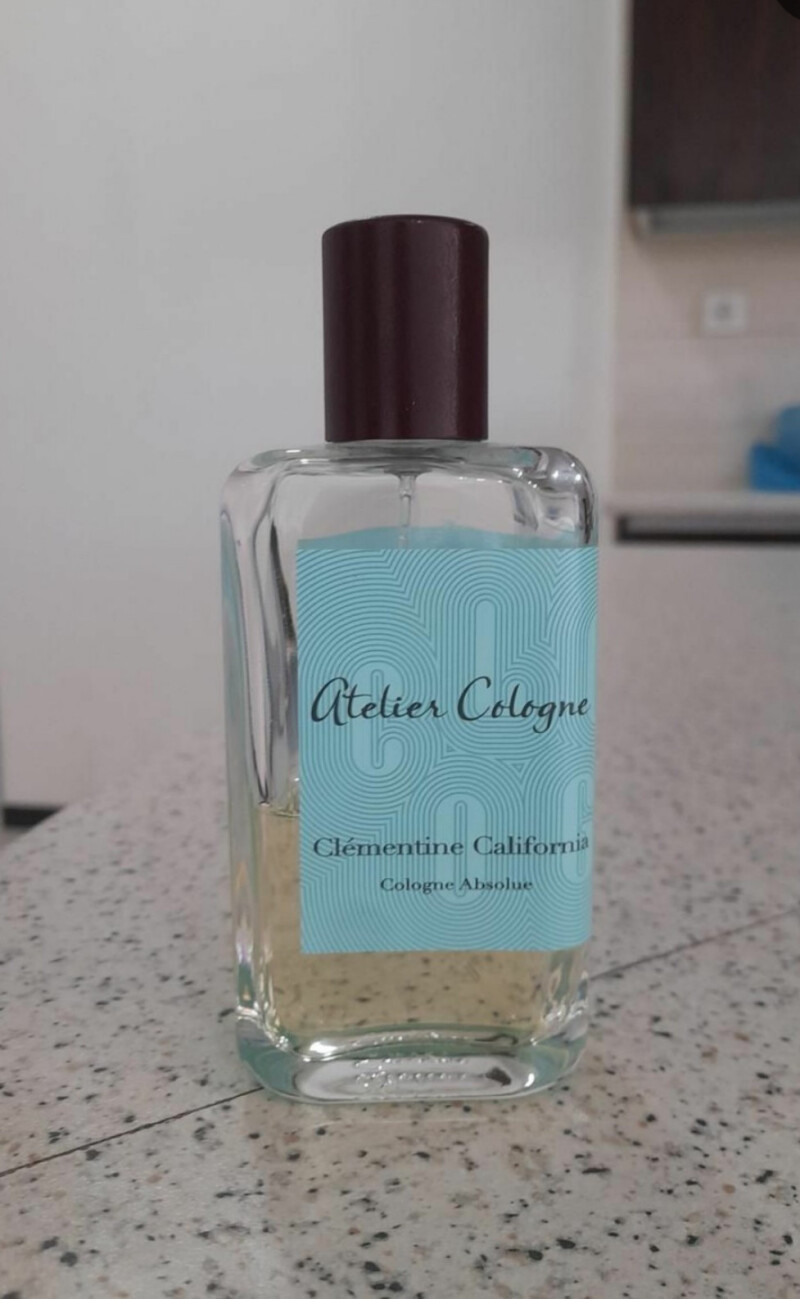 Atelier Cologne
Clémentine California
Cologne Absolue